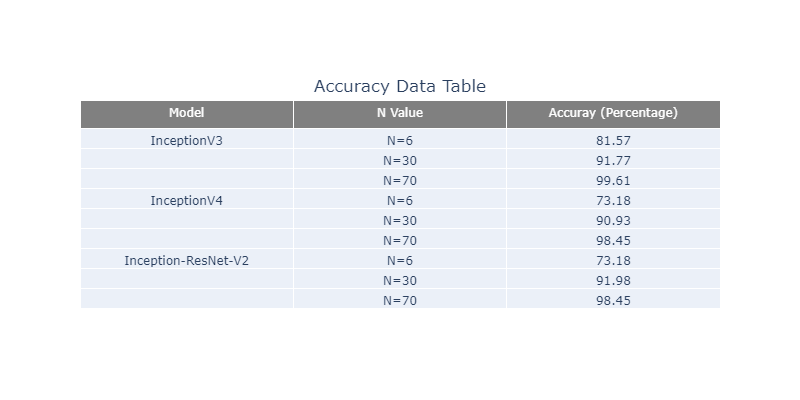 Accuracy Data Table
Model N Value Accuray (Percentage)
InceptionV3 N=6 81.57
N=30 91.77
N=70 99.61
InceptionV4 N=6 73.18
N=30 90.93
N=70 98.45
Inception-ResNet-V2 N=6 73.18
N=30 91.98
N=70 98.45